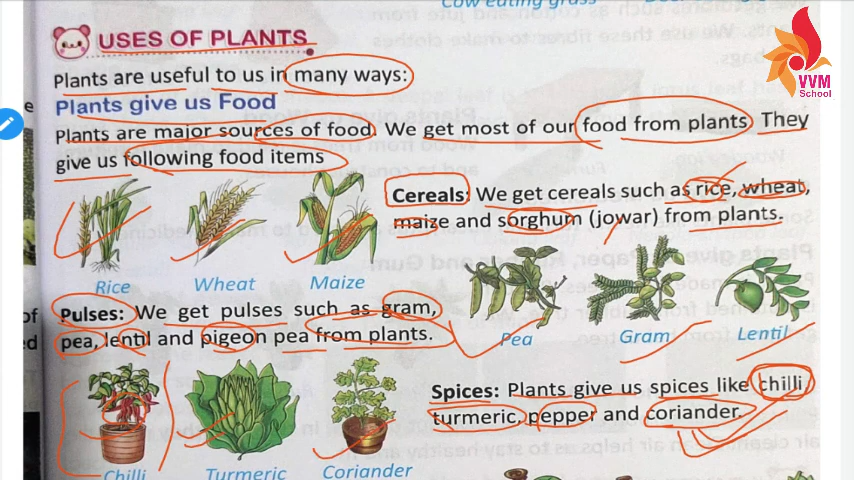 Cow eating grass
USES OF PLANTS
VVM
School
Plants are useful to us in many ways:
Plants give us Food
Plants are major sources of food. We get most of our food from plants. They
give us following food items
Cereals: We get cereals such as rice, wheat,
maize and sorghum (jowar) from plants.
Rice
Wheat
Maize
Pulses: We get pulses such as gram,
pea, lentil and pigeon pea from plants.
Pea
Gram
Lentil
Spices: Plants give us spices like chilli,
turmeric, pepper and coriander.
Chilli
Turmeric
Coriander